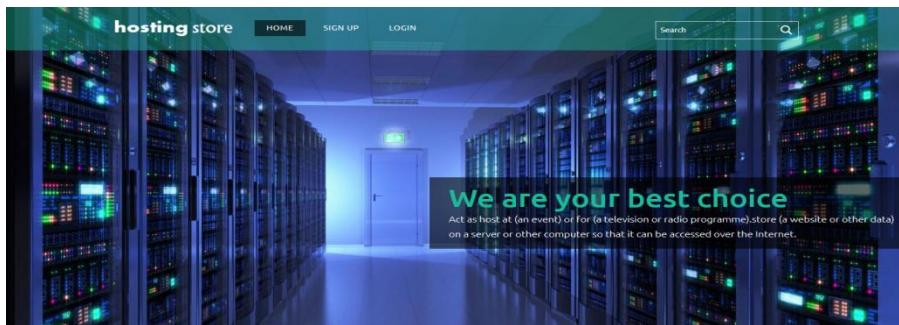 hosting store HOME SIGN UP LOGIN Search
We are your best choice
Act as host at (an event) or for (a television or radio programme).store (a website or other data)
on a server or other computer so that it can be accessed over the Internet.